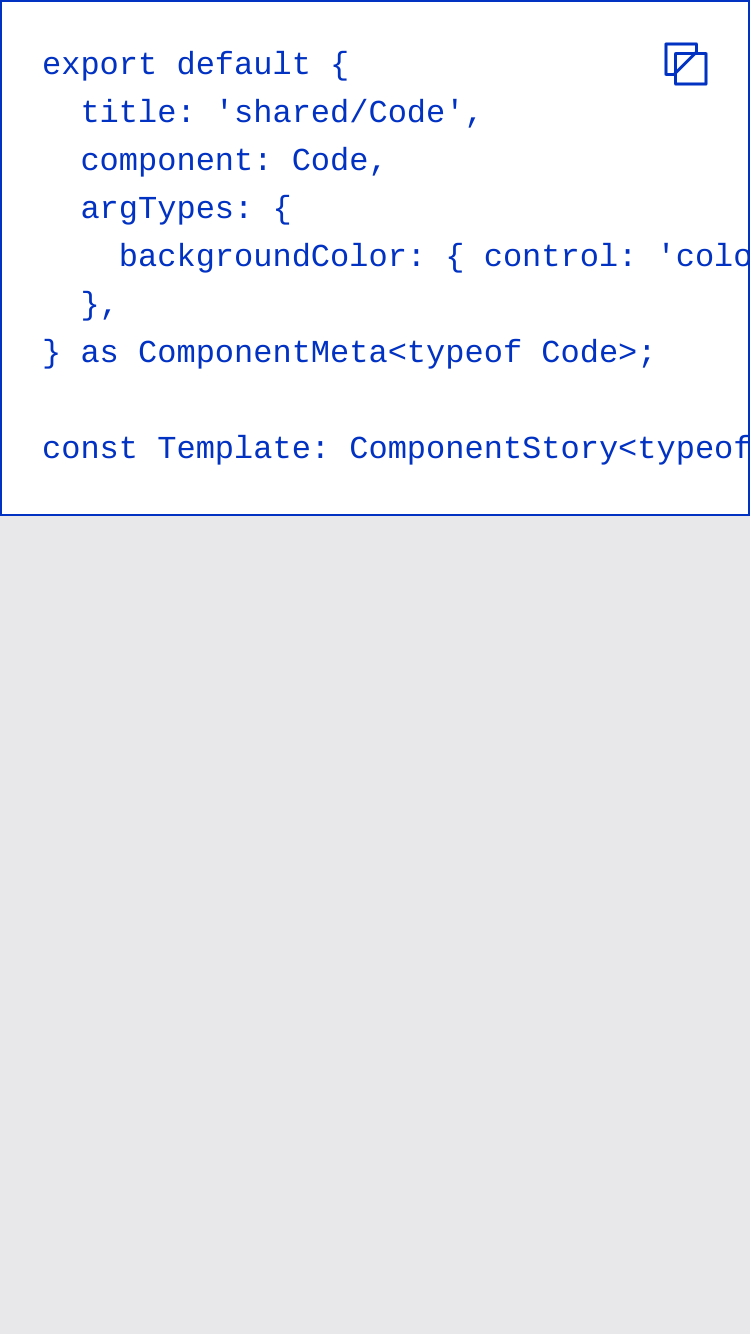 export default {
  title: 'shared/Code',
  component: Code,
  argTypes: {
    backgroundColor: { control: 'colo
  },
} as ComponentMeta<typeof Code>;

const Template: ComponentStory<typeof